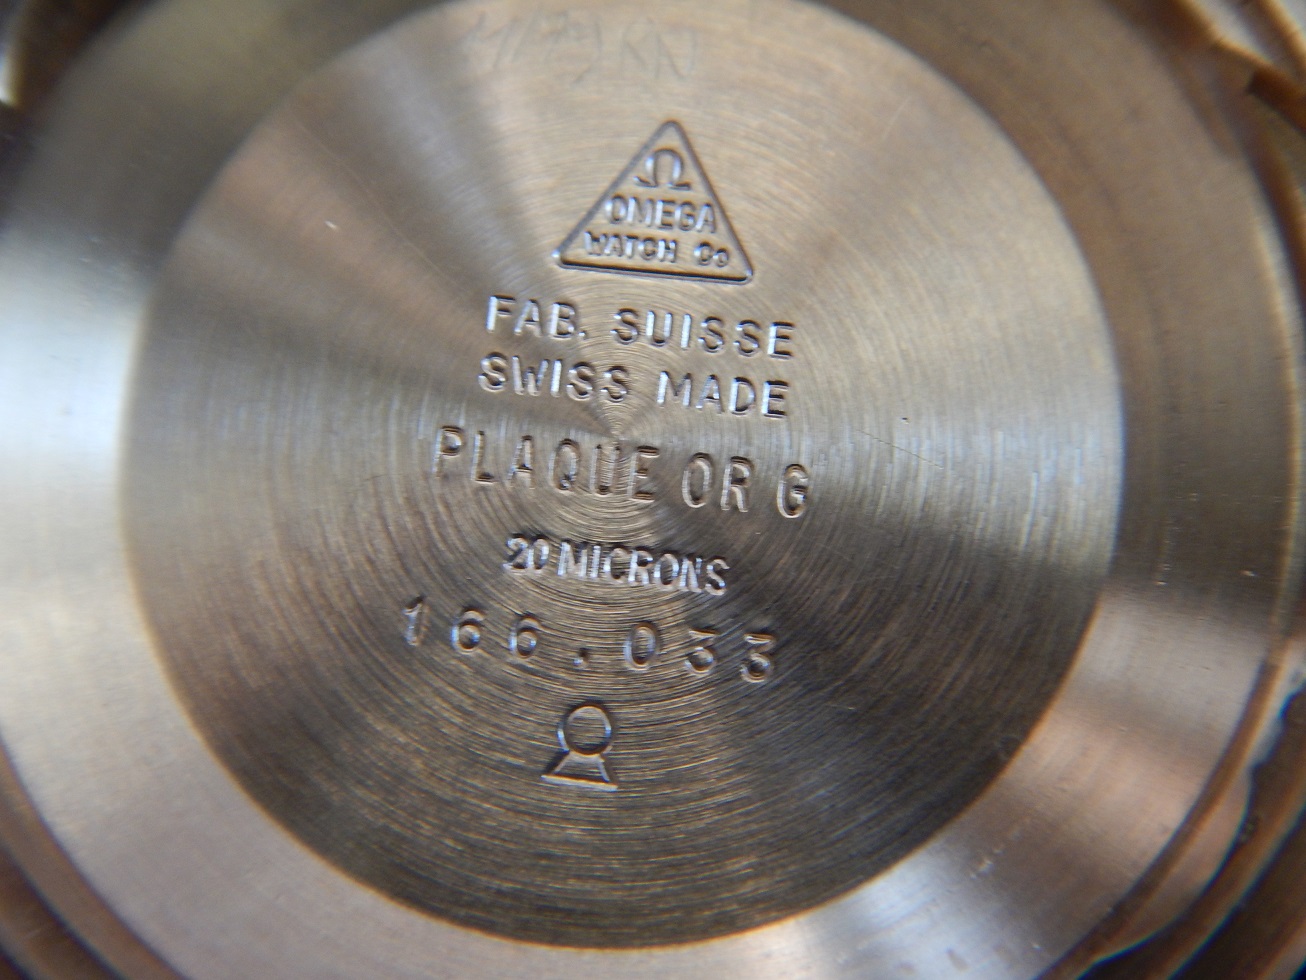 Ω
OMEGA
WATCH Co
FAB. SUISSE
SWISS MADE
PLAQUE OR G
20 MICRONS
166.033